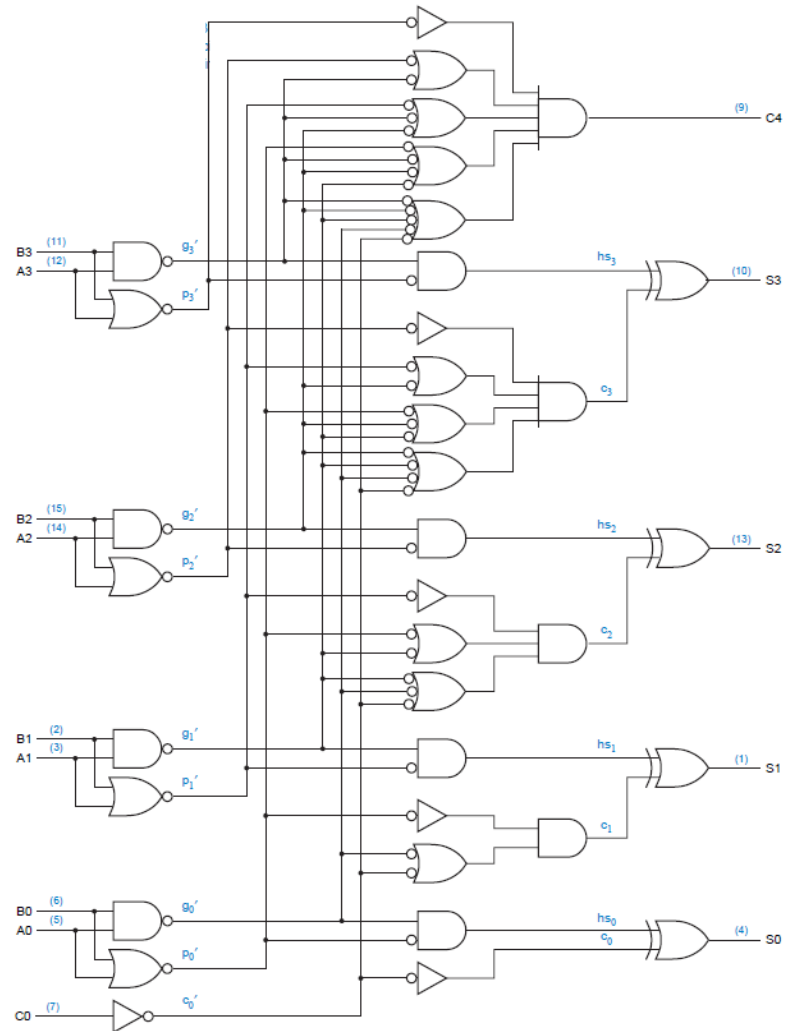 (9) C4
B3 (11) g3′ hs3 (10) S3
A3 (12)
p3′
c3
B2 (15) g2′ hs2 (13) S2
A2 (14)
p2′
c2
B1 (2) g1′ hs1 (1) S1
A1 (3)
p1′
c1
B0 (6) g0′ hs0 (4) S0
A0 (5) c0
p0′
C0 (7) c0′